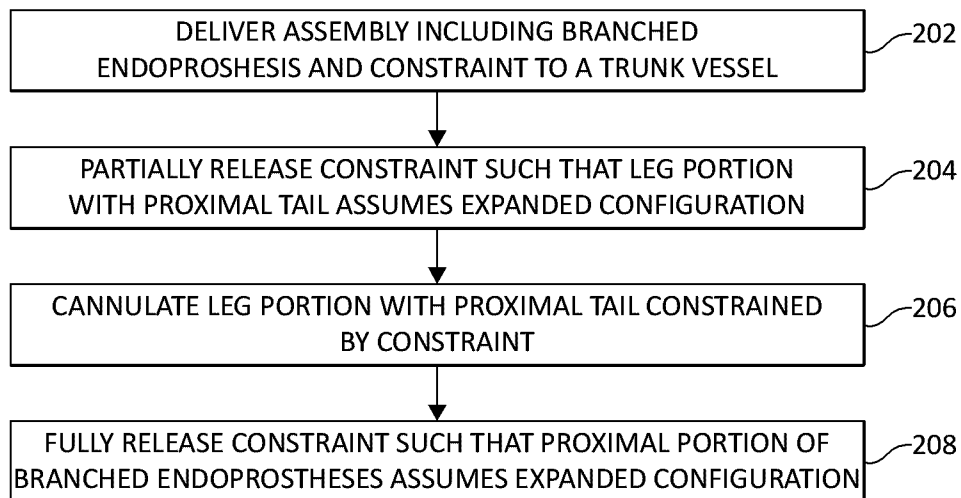 DELIVER ASSEMBLY INCLUDING BRANCHED
ENDOPROSHESIS AND CONSTRAINT TO A TRUNK VESSEL
202
PARTIALLY RELEASE CONSTRAINT SUCH THAT LEG PORTION
WITH PROXIMAL TAIL ASSUMES EXPANDED CONFIGURATION
204
CANNULATE LEG PORTION WITH PROXIMAL TAIL CONSTRAINED
BY CONSTRAINT
206
FULLY RELEASE CONSTRAINT SUCH THAT PROXIMAL PORTION OF
BRANCHED ENDOPROSTHESES ASSUMES EXPANDED CONFIGURATION
208